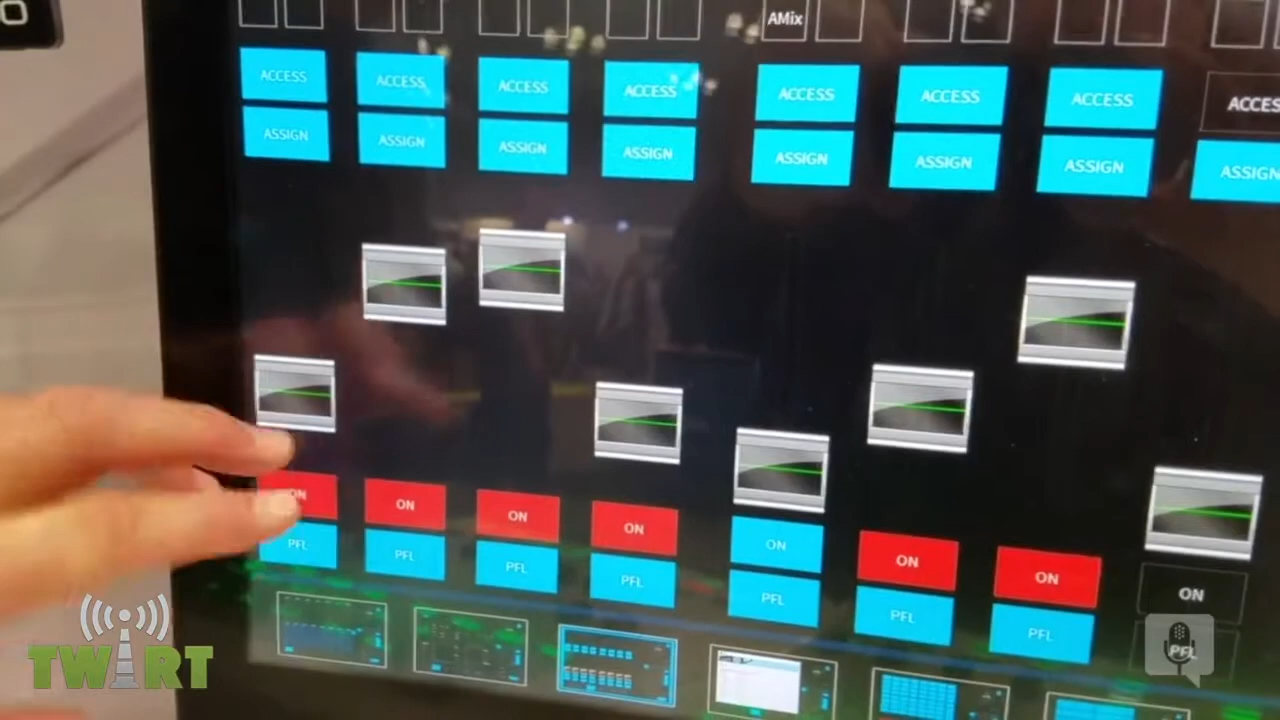 O
AMix
ACCESS ACCESS ACCESS ACCESS ACCESS ACCESS ACCESS ACCESS
ASSIGN ASSIGN ASSIGN ASSIGN ASSIGN ASSIGN ASSIGN ASSIGN
ON ON ON ON ON ON ON ON
PFL PFL PFL PFL PFL PFL PFL PFL
TWiRT